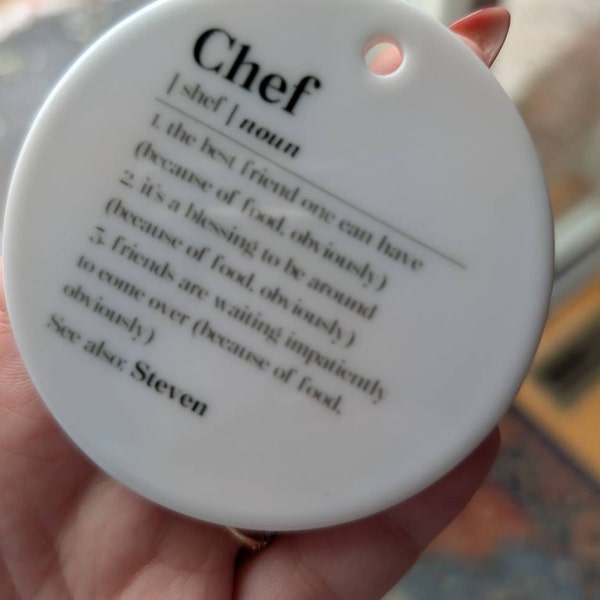 Chef
| shef | noun
1. the best friend one can have
(because of food, obviously)
2. it's a blessing to be around
(because of food, obviously)
3. friends are waiting impatiently
to come over (because of food,
obviously)
See also: Steven